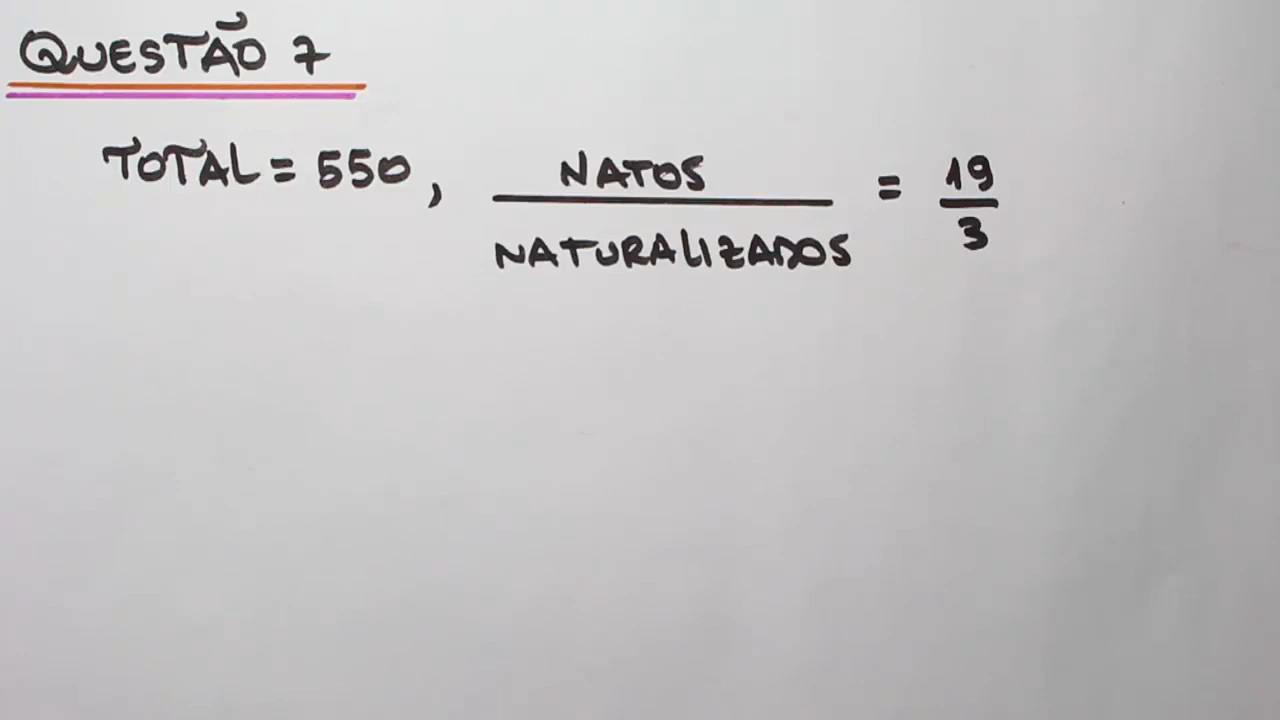 QUESTÃO 7
TOTAL = 550, NATOS / NATURALIZADOS = 19 / 3